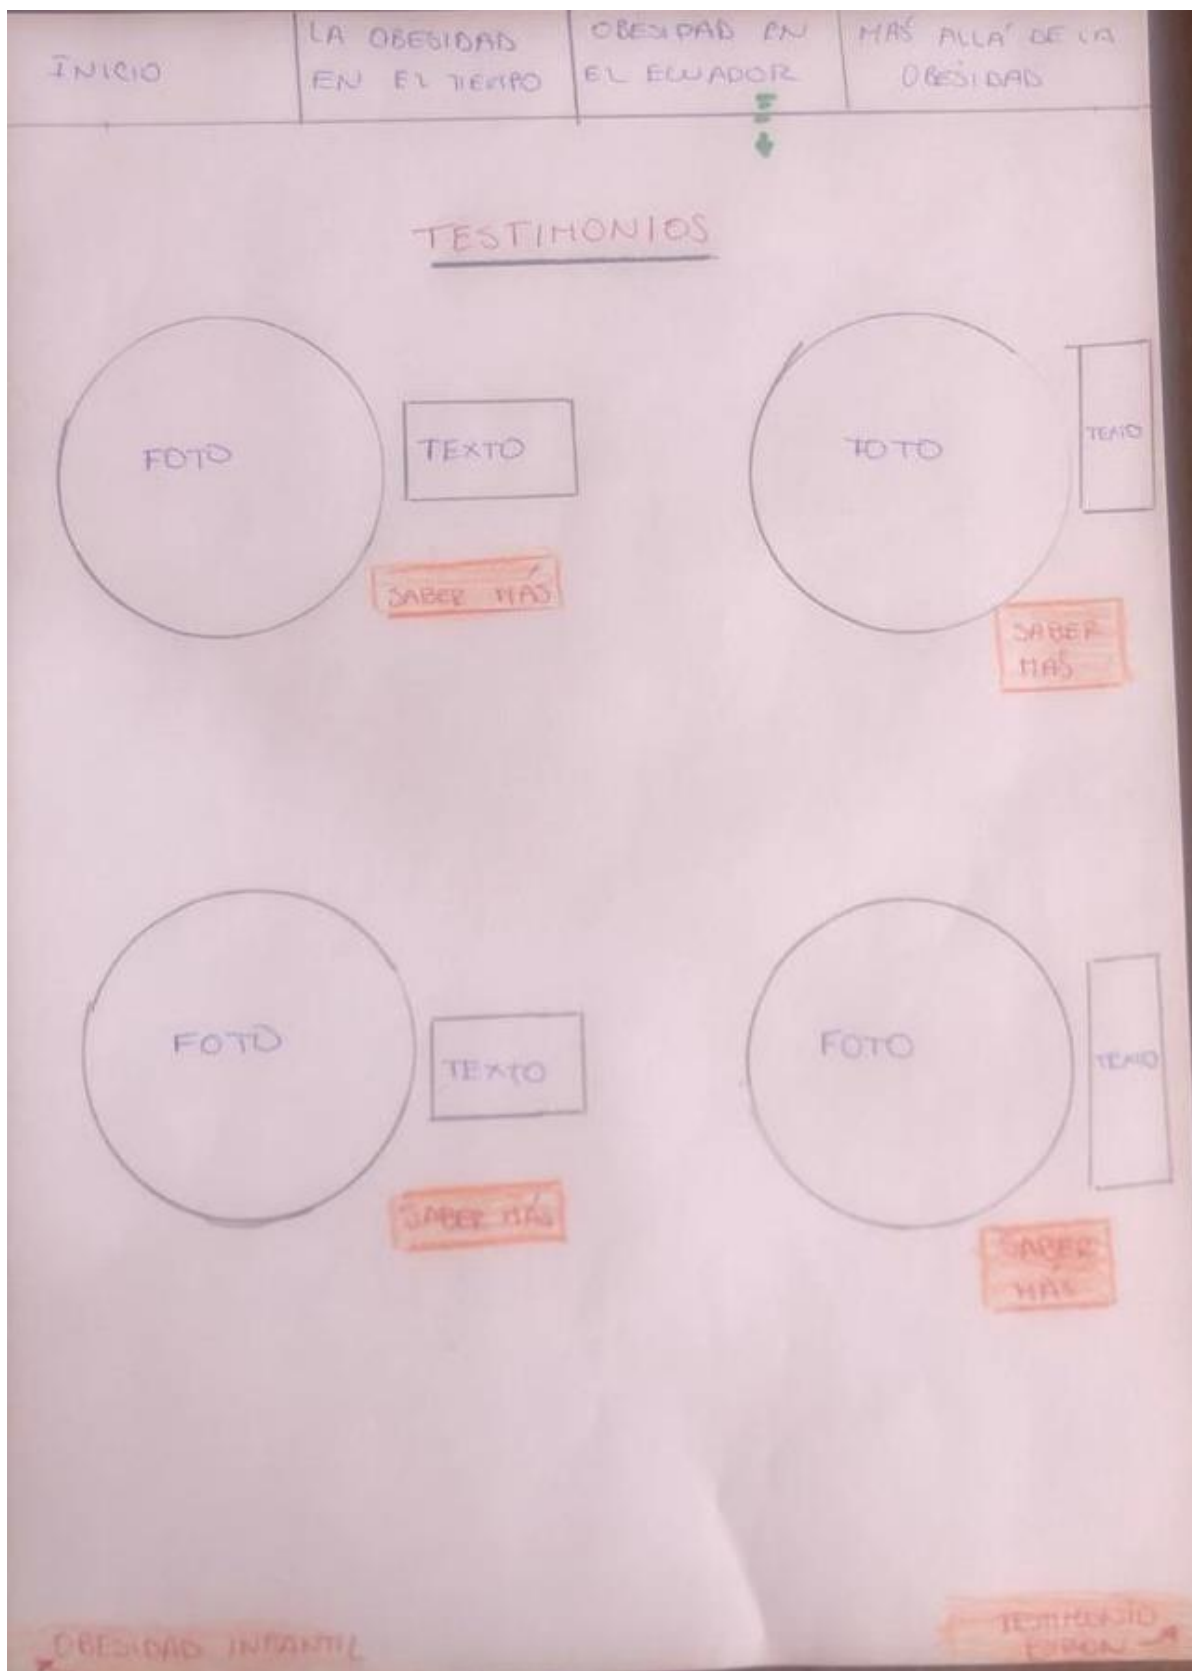 INICIO
LA OBESIDAD
EN EL TIEMPO
OBESIDAD EN
EL ECUADOR
MAS ALLÁ DE LA
OBESIDAD
TESTIMONIOS
FOTO
TEXTO
SABER MÁS
FOTO
TEXTO
SABER
MÁS
FOTO
TEXTO
SABER MÁS
FOTO
TEXTO
SABER
MÁS
OBESIDAD INFANTIL
TESTIMONIO